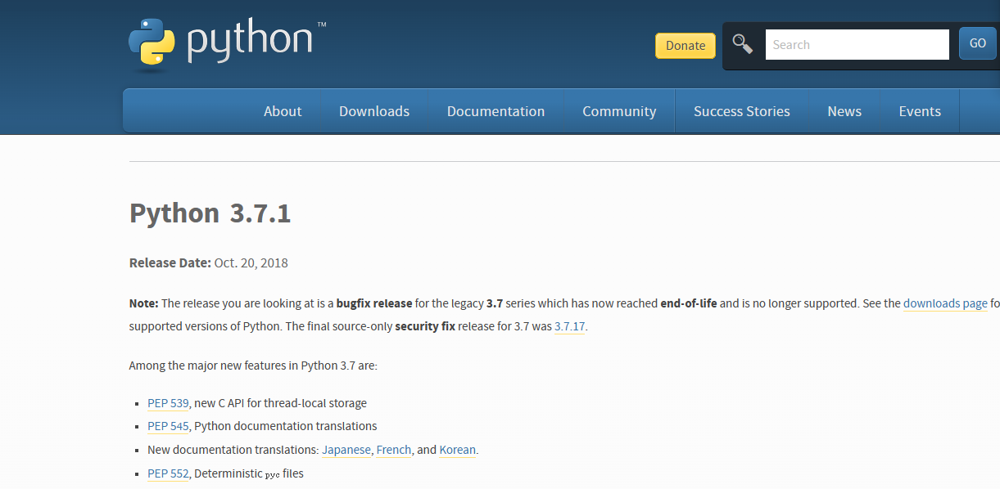 python™
Donate
Search
GO
About Downloads Documentation Community Success Stories News Events
Python 3.7.1
Release Date: Oct. 20, 2018
Note: The release you are looking at is a bugfix release for the legacy 3.7 series which has now reached end-of-life and is no longer supported. See the downloads page
supported versions of Python. The final source-only security fix release for 3.7 was 3.7.17.
Among the major new features in Python 3.7 are:
PEP 539, new C API for thread-local storage
PEP 545, Python documentation translations
New documentation translations: Japanese, French, and Korean.
PEP 552, Deterministic pyc files